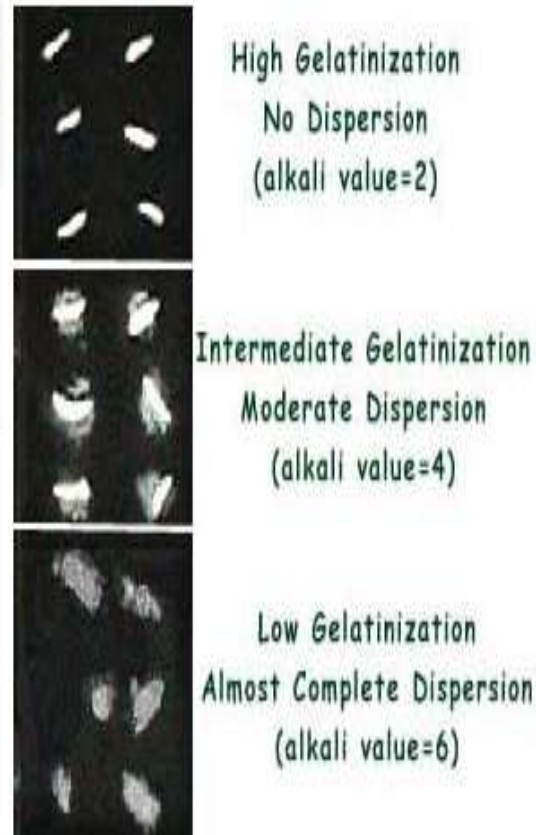 High Gelatinization
No Dispersion
(alkali value=2)
Intermediate Gelatinization
Moderate Dispersion
(alkali value=4)
Low Gelatinization
Almost Complete Dispersion
(alkali value=6)